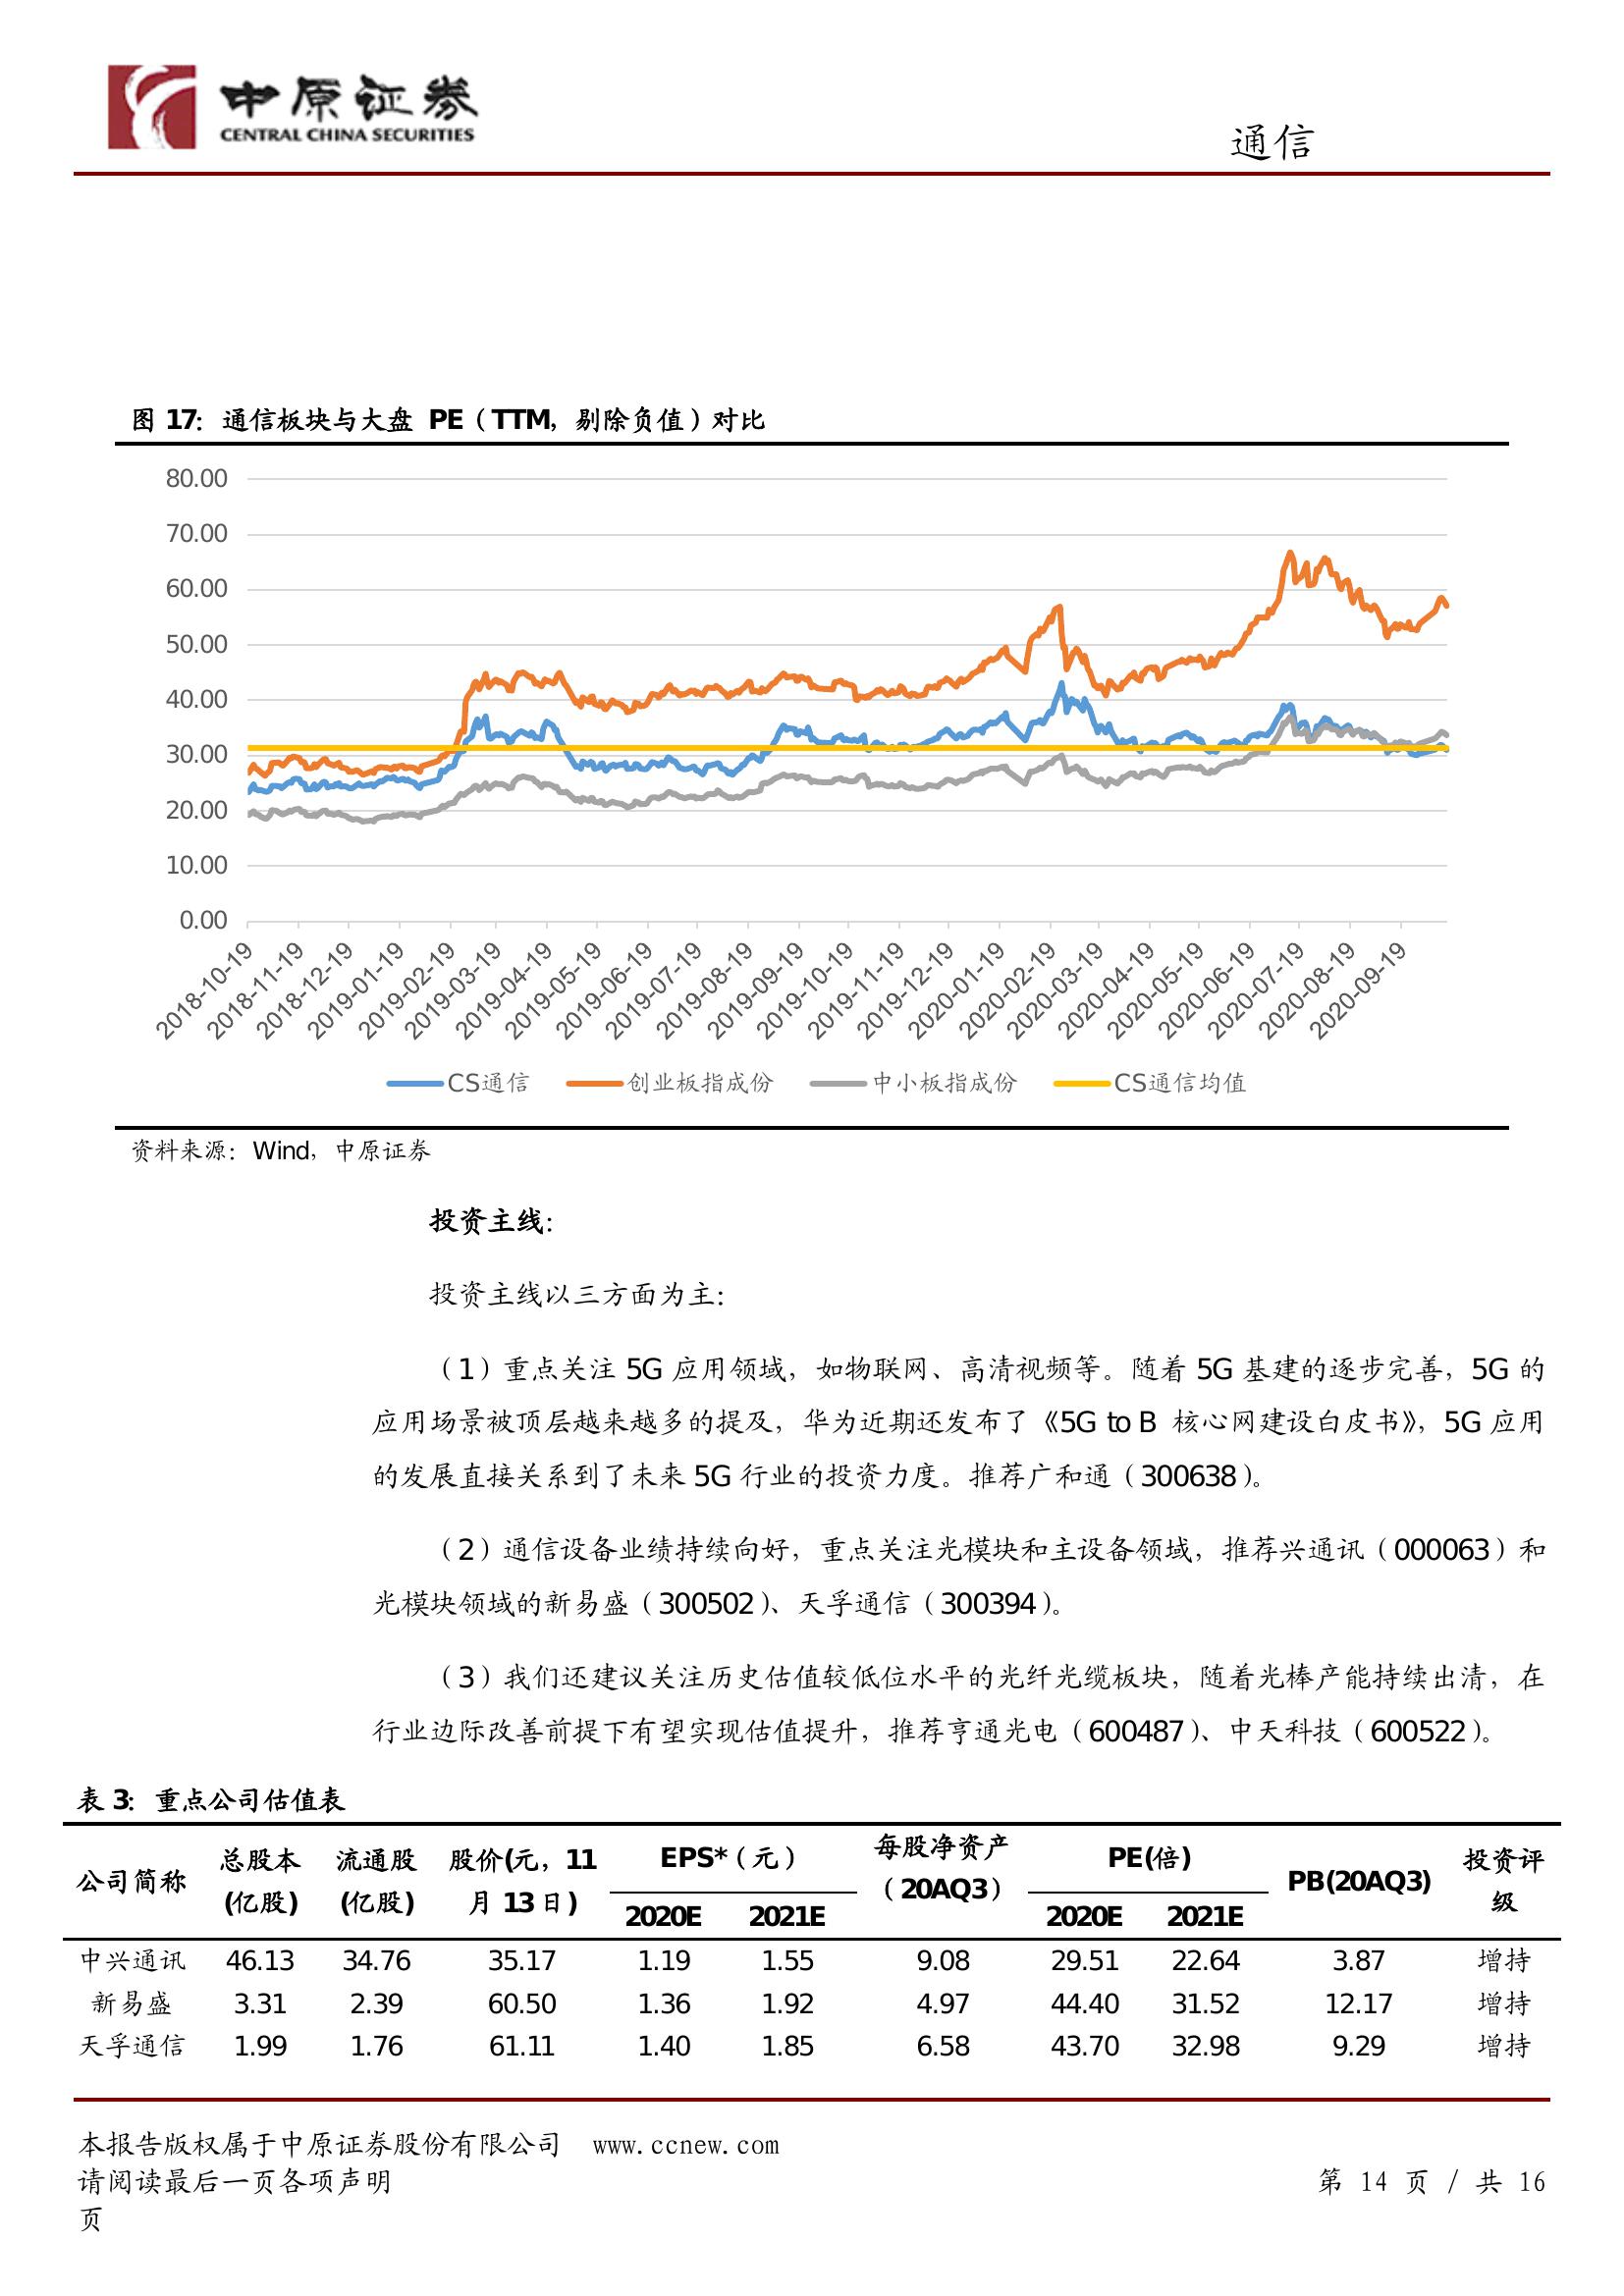 中原证券
CENTRAL CHINA SECURITIES
通信
图 17：通信板块与大盘 PE（TTM，剔除负值）对比
80.00
70.00
60.00
50.00
40.00
30.00
20.00
10.00
0.00
2018-10-19
2018-11-19
2018-12-19
2019-01-19
2019-02-19
2019-03-19
2019-04-19
2019-05-19
2019-06-19
2019-07-19
2019-08-19
2019-09-19
2019-10-19
2019-11-19
2019-12-19
2020-01-19
2020-02-19
2020-03-19
2020-04-19
2020-05-19
2020-06-19
2020-07-19
2020-08-19
2020-09-19
CS通信 创业板指成份 中小板指成份 CS通信均值
资料来源：Wind，中原证券
投资主线：
投资主线以三方面为主：
（1）重点关注 5G 应用领域，如物联网、高清视频等。随着 5G 基建的逐步完善，5G 的
应用场景被顶层越来越多的提及，华为近期还发布了《5G to B 核心网建设白皮书》，5G 应用
的发展直接关系到了未来 5G 行业的投资力度。推荐广和通（300638）。
（2）通信设备业绩持续向好，重点关注光模块和主设备领域，推荐兴通讯（000063）和
光模块领域的新易盛（300502）、天孚通信（300394）。
（3）我们还建议关注历史估值较低位水平的光纤光缆板块，随着光棒产能持续出清，在
行业边际改善前提下有望实现估值提升，推荐亨通光电（600487）、中天科技（600522）。
表 3：重点公司估值表
公司简称 总股本(亿股) 流通股(亿股) 股价(元，11月 13 日) EPS*（元） 每股净资产（20AQ3） PE(倍) PB(20AQ3) 投资评级
2020E 2021E 2020E 2021E
中兴通讯 46.13 34.76 35.17 1.19 1.55 9.08 29.51 22.64 3.87 增持
新易盛 3.31 2.39 60.50 1.36 1.92 4.97 44.40 31.52 12.17 增持
天孚通信 1.99 1.76 61.11 1.40 1.85 6.58 43.70 32.98 9.29 增持
本报告版权属于中原证券股份有限公司 www.ccnew.com
请阅读最后一页各项声明 第 14 页 / 共 16
页